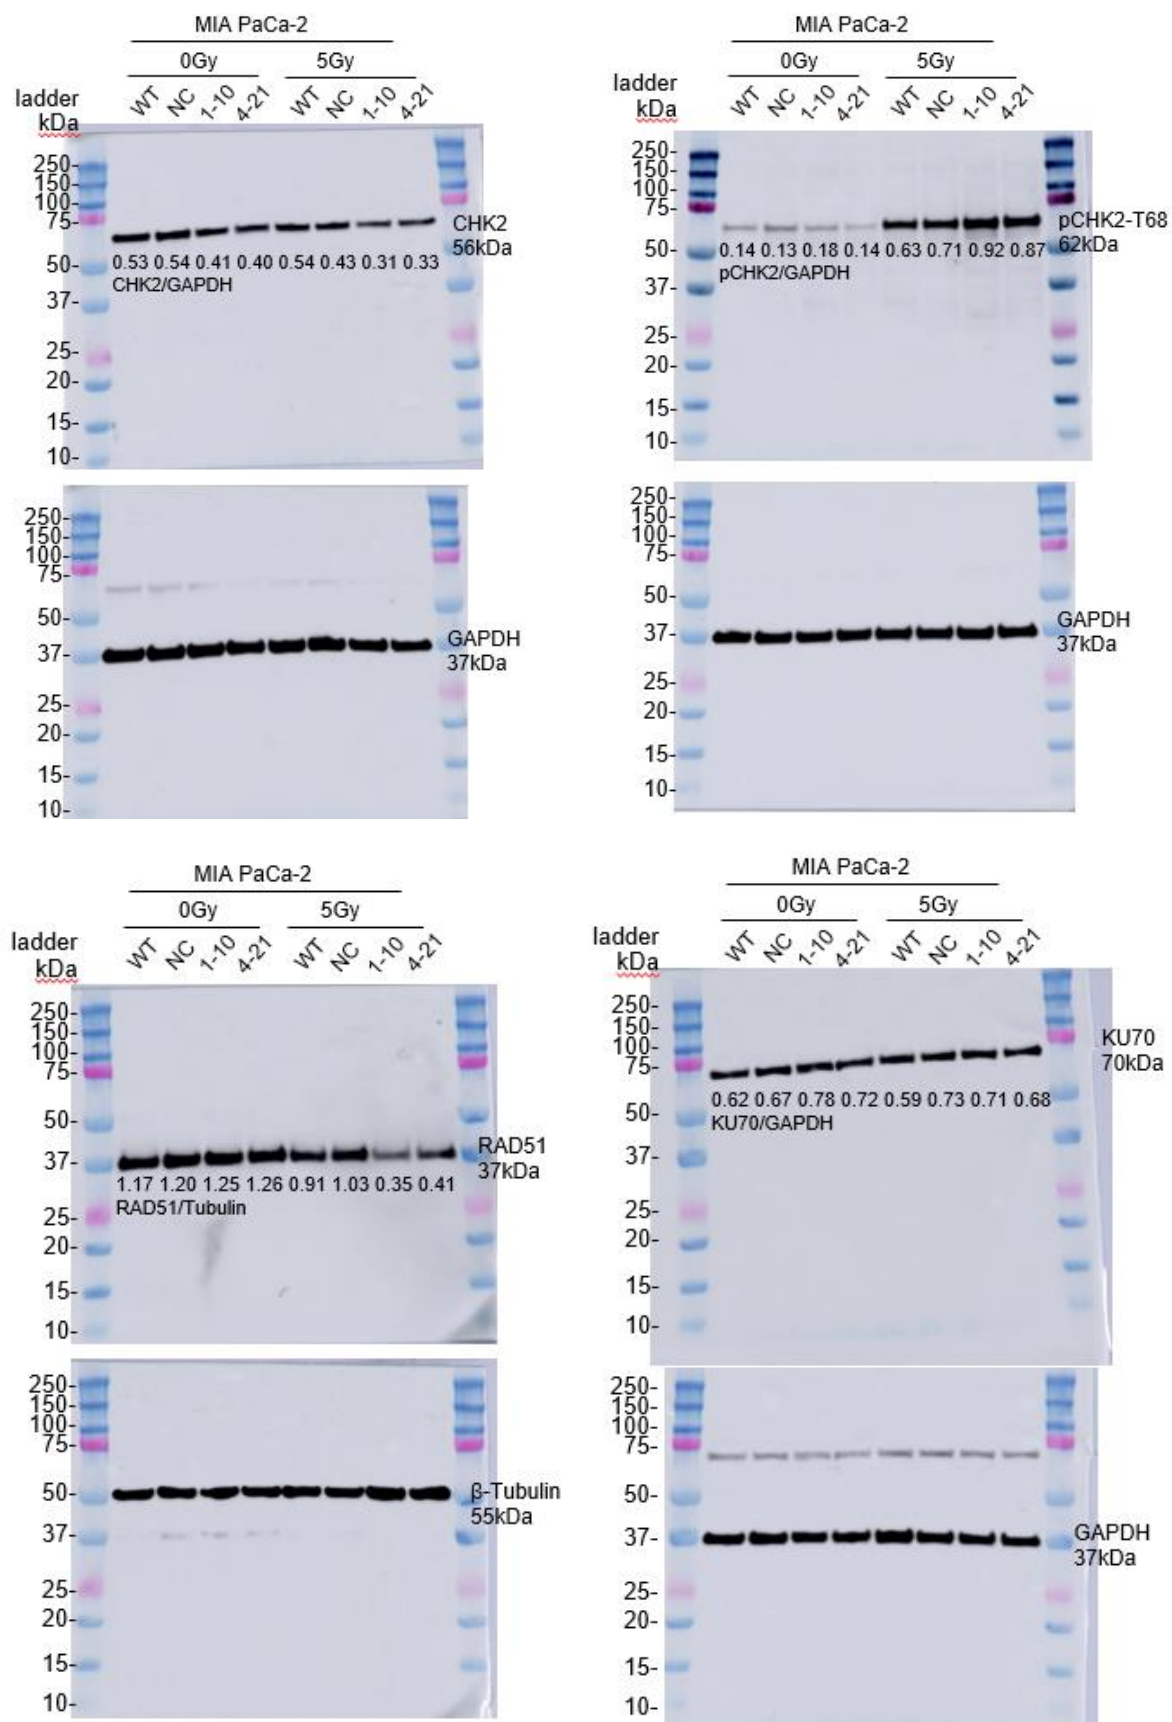 MIA PaCa-2
0Gy 5Gy
ladder
kDa
WT NC 1-10 4-21 WT NC 1-10 4-21
250-
150-
100-
75-
50-
37-
25-
20-
15-
10-
CHK2
56kDa
0.53 0.54 0.41 0.40 0.54 0.43 0.31 0.33
CHK2/GAPDH
250-
150-
100-
75-
50-
37-
25-
20-
15-
10-
GAPDH
37kDa
MIA PaCa-2
0Gy 5Gy
ladder
kDa
WT NC 1-10 4-21 WT NC 1-10 4-21
250-
150-
100-
75-
50-
37-
25-
20-
15-
10-
pCHK2-T68
62kDa
0.14 0.13 0.18 0.14 0.63 0.71 0.92 0.87
pCHK2/GAPDH
250-
150-
100-
75-
50-
37-
25-
20-
15-
10-
GAPDH
37kDa
MIA PaCa-2
0Gy 5Gy
ladder
kDa
WT NC 1-10 4-21 WT NC 1-10 4-21
250-
150-
100-
75-
50-
37-
25-
20-
15-
10-
RAD51
37kDa
1.17 1.20 1.25 1.26 0.91 1.03 0.35 0.41
RAD51/Tubulin
250-
150-
100-
75-
50-
37-
25-
20-
15-
10-
β-Tubulin
55kDa
MIA PaCa-2
0Gy 5Gy
ladder
kDa
WT NC 1-10 4-21 WT NC 1-10 4-21
250-
150-
100-
75-
50-
37-
25-
20-
15-
10-
KU70
70kDa
0.62 0.67 0.78 0.72 0.59 0.73 0.71 0.68
KU70/GAPDH
250-
150-
100-
75-
50-
37-
25-
20-
15-
10-
GAPDH
37kDa